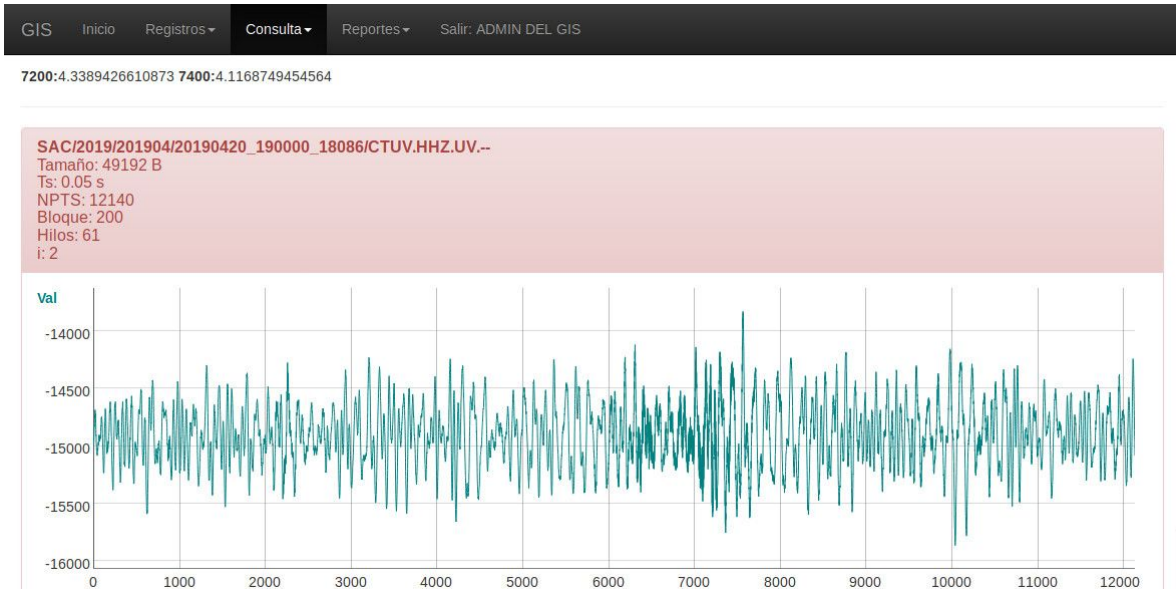 GIS Inicio Registros Consulta Reportes Salir: ADMIN DEL GIS
7200:4.3389426610873 7400:4.1168749454564
SAC/2019/201904/20190420_190000_18086/CTUV.HHZ.UV.--
Tamaño: 49192 B
Ts: 0.05 s
NPTS: 12140
Bloque: 200
Hilos: 61
i: 2
Val
-14000
-14500
-15000
-15500
-16000
0 1000 2000 3000 4000 5000 6000 7000 8000 9000 10000 11000 12000